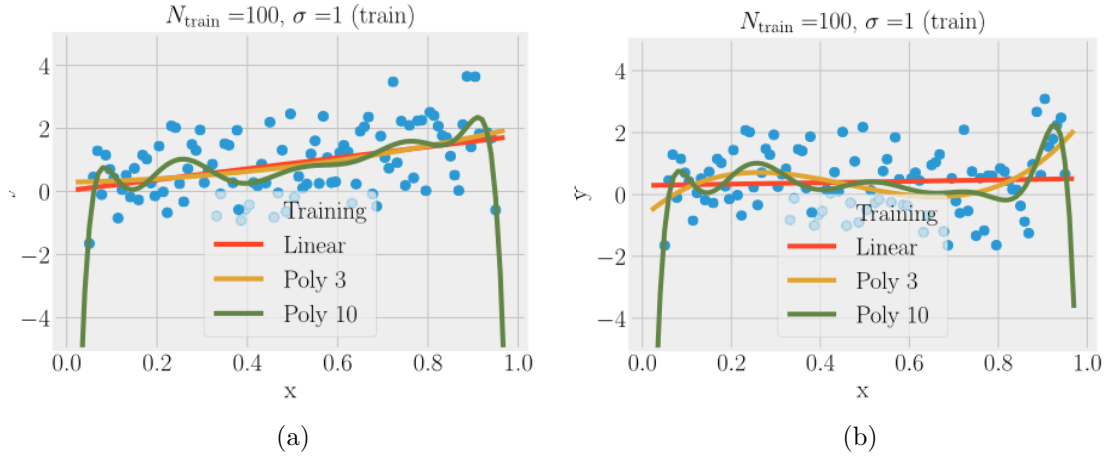 N_train =100, σ =1 (train)
4
2
0
−2
−4
Training
Linear
Poly 3
Poly 10
0.0 0.2 0.4 0.6 0.8 1.0
x
(a)
N_train =100, σ =1 (train)
y
4
2
0
−2
−4
Training
Linear
Poly 3
Poly 10
0.0 0.2 0.4 0.6 0.8 1.0
x
(b)